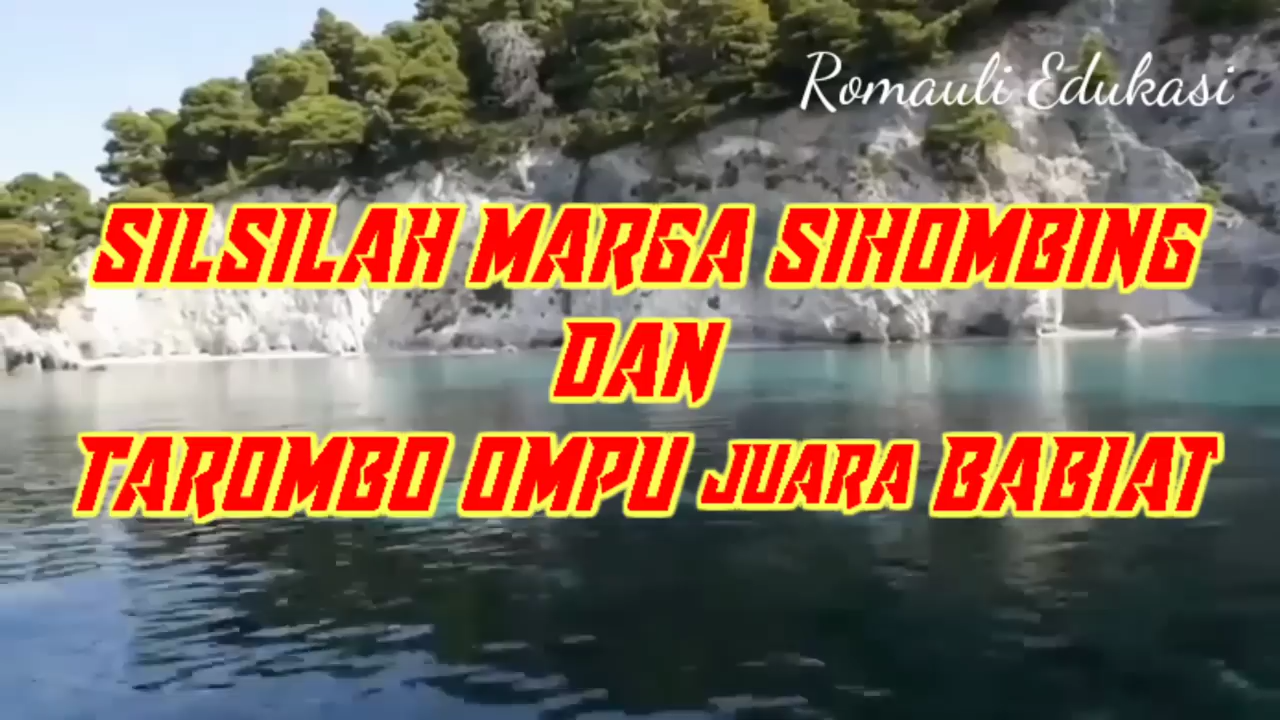 Romauli Edukasi
SILSILAH MARGA SIHOMBING
DAN
TAROMBO OMPU JUARA BABIAT